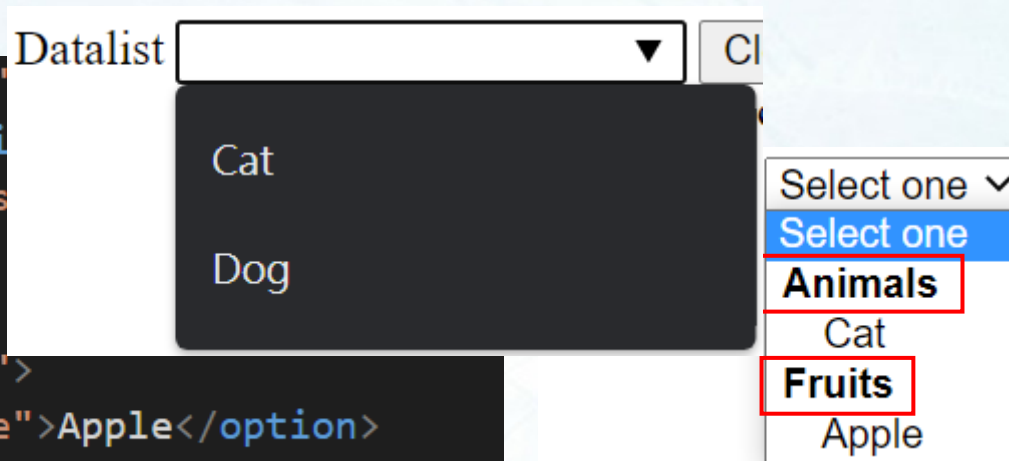 Datalist
Cat
Dog
">
e">Apple</option>
Select one
Select one
Animals
Cat
Fruits
Apple